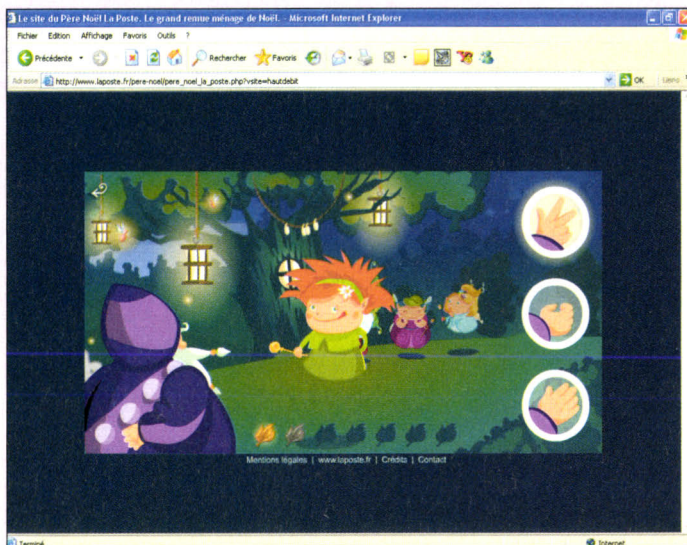 Le site du Père Noël La Poste. Le grand remue ménage de Noël. - Microsoft Internet Explorer
Fichier Edition Affichage Favoris Outils ?
Précédente Rechercher Favoris
Adresse http://www.laposte.fr/pere-noel/pere_noel_la_poste.php?vsite=hautdebit OK Liens
Mentions légales | www.laposte.fr | Crédits | Contact
Terminé Internet